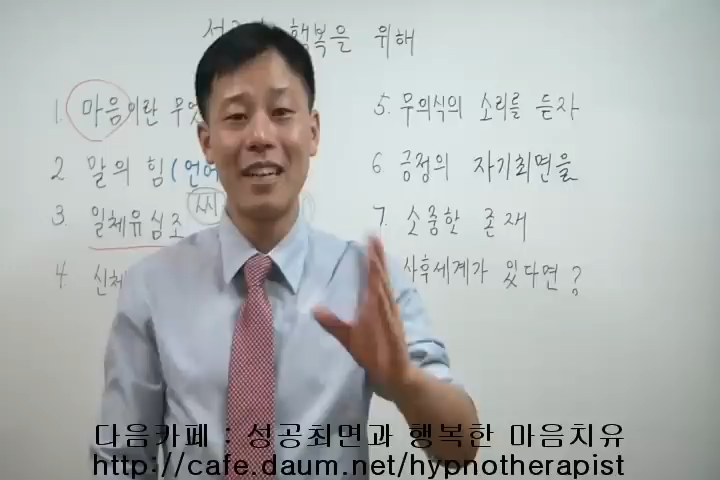 행복을 위해
1. 마음이란
2 말의 힘 (언어
3. 일체유심조 씨
4.
5. 무의식의 소리를 듣자
6 긍정의 자기최면을
7. 소중한 존재
사후세계가 있다면?
다음카페 : 성공최면과 행복한 마음치유
http://cafe.daum.net/hypnotherapist